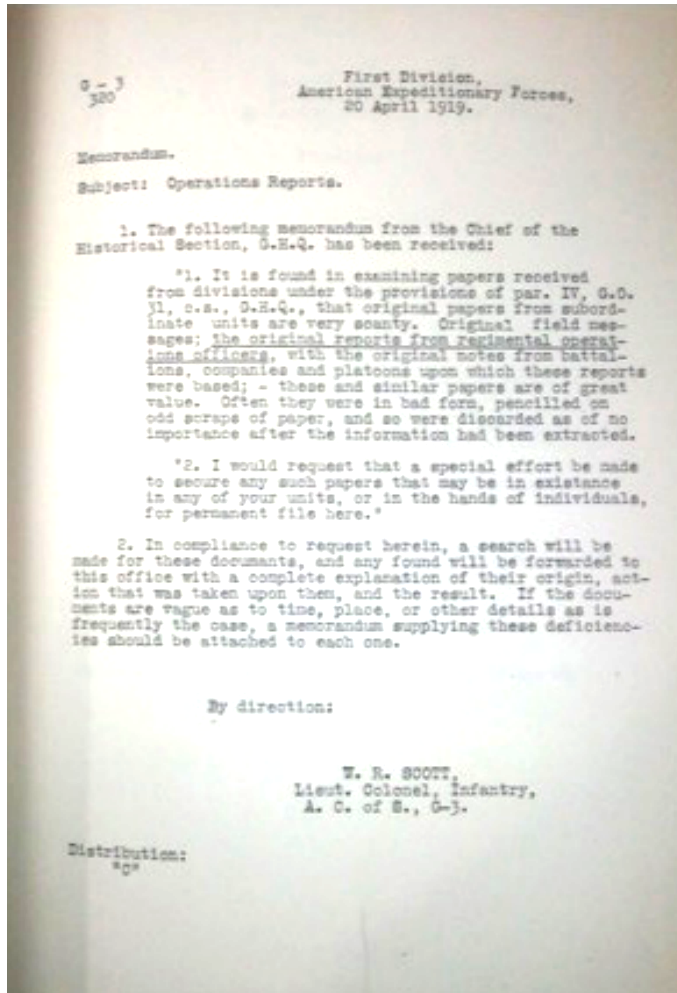 G - 3
320
First Division,
American Expeditionary Forces,
20 April 1919.
Memorandum.
Subject: Operations Reports.
1. The following memorandum from the Chief of the
Historical Section, G.H.Q. has been received:
"1. It is found in examining papers received
from divisions under the provisions of par. IV, G.O.
31, c.s., G.H.Q., that original papers from subord-
inate units are very scanty. Original field mes-
sages; the original reports from regimental operat-
ions officers, with the original notes from battal-
ions, companies and platoons upon which these reports
were based; - these and similar papers are of great
value. Often they were in bad form, pencilled on
odd scraps of paper, and so were discarded as of no
importance after the information had been extracted.
"2. I would request that a special effort be made
to secure any such papers that may be in existance
in any of your units, or in the hands of individuals,
for permanent file here."
2. In compliance to request herein, a search will be
made for these documents, and any found will be forwarded to
this office with a complete explanation of their origin, act-
ion that was taken upon them, and the result. If the docu-
ments are vague as to time, place, or other details as is
frequently the case, a memorandum supplying these deficienc-
ies should be attached to each one.
By direction:
W. R. SCOTT,
Lieut. Colonel, Infantry,
A. C. of S., G-3.
Distribution:
"C"